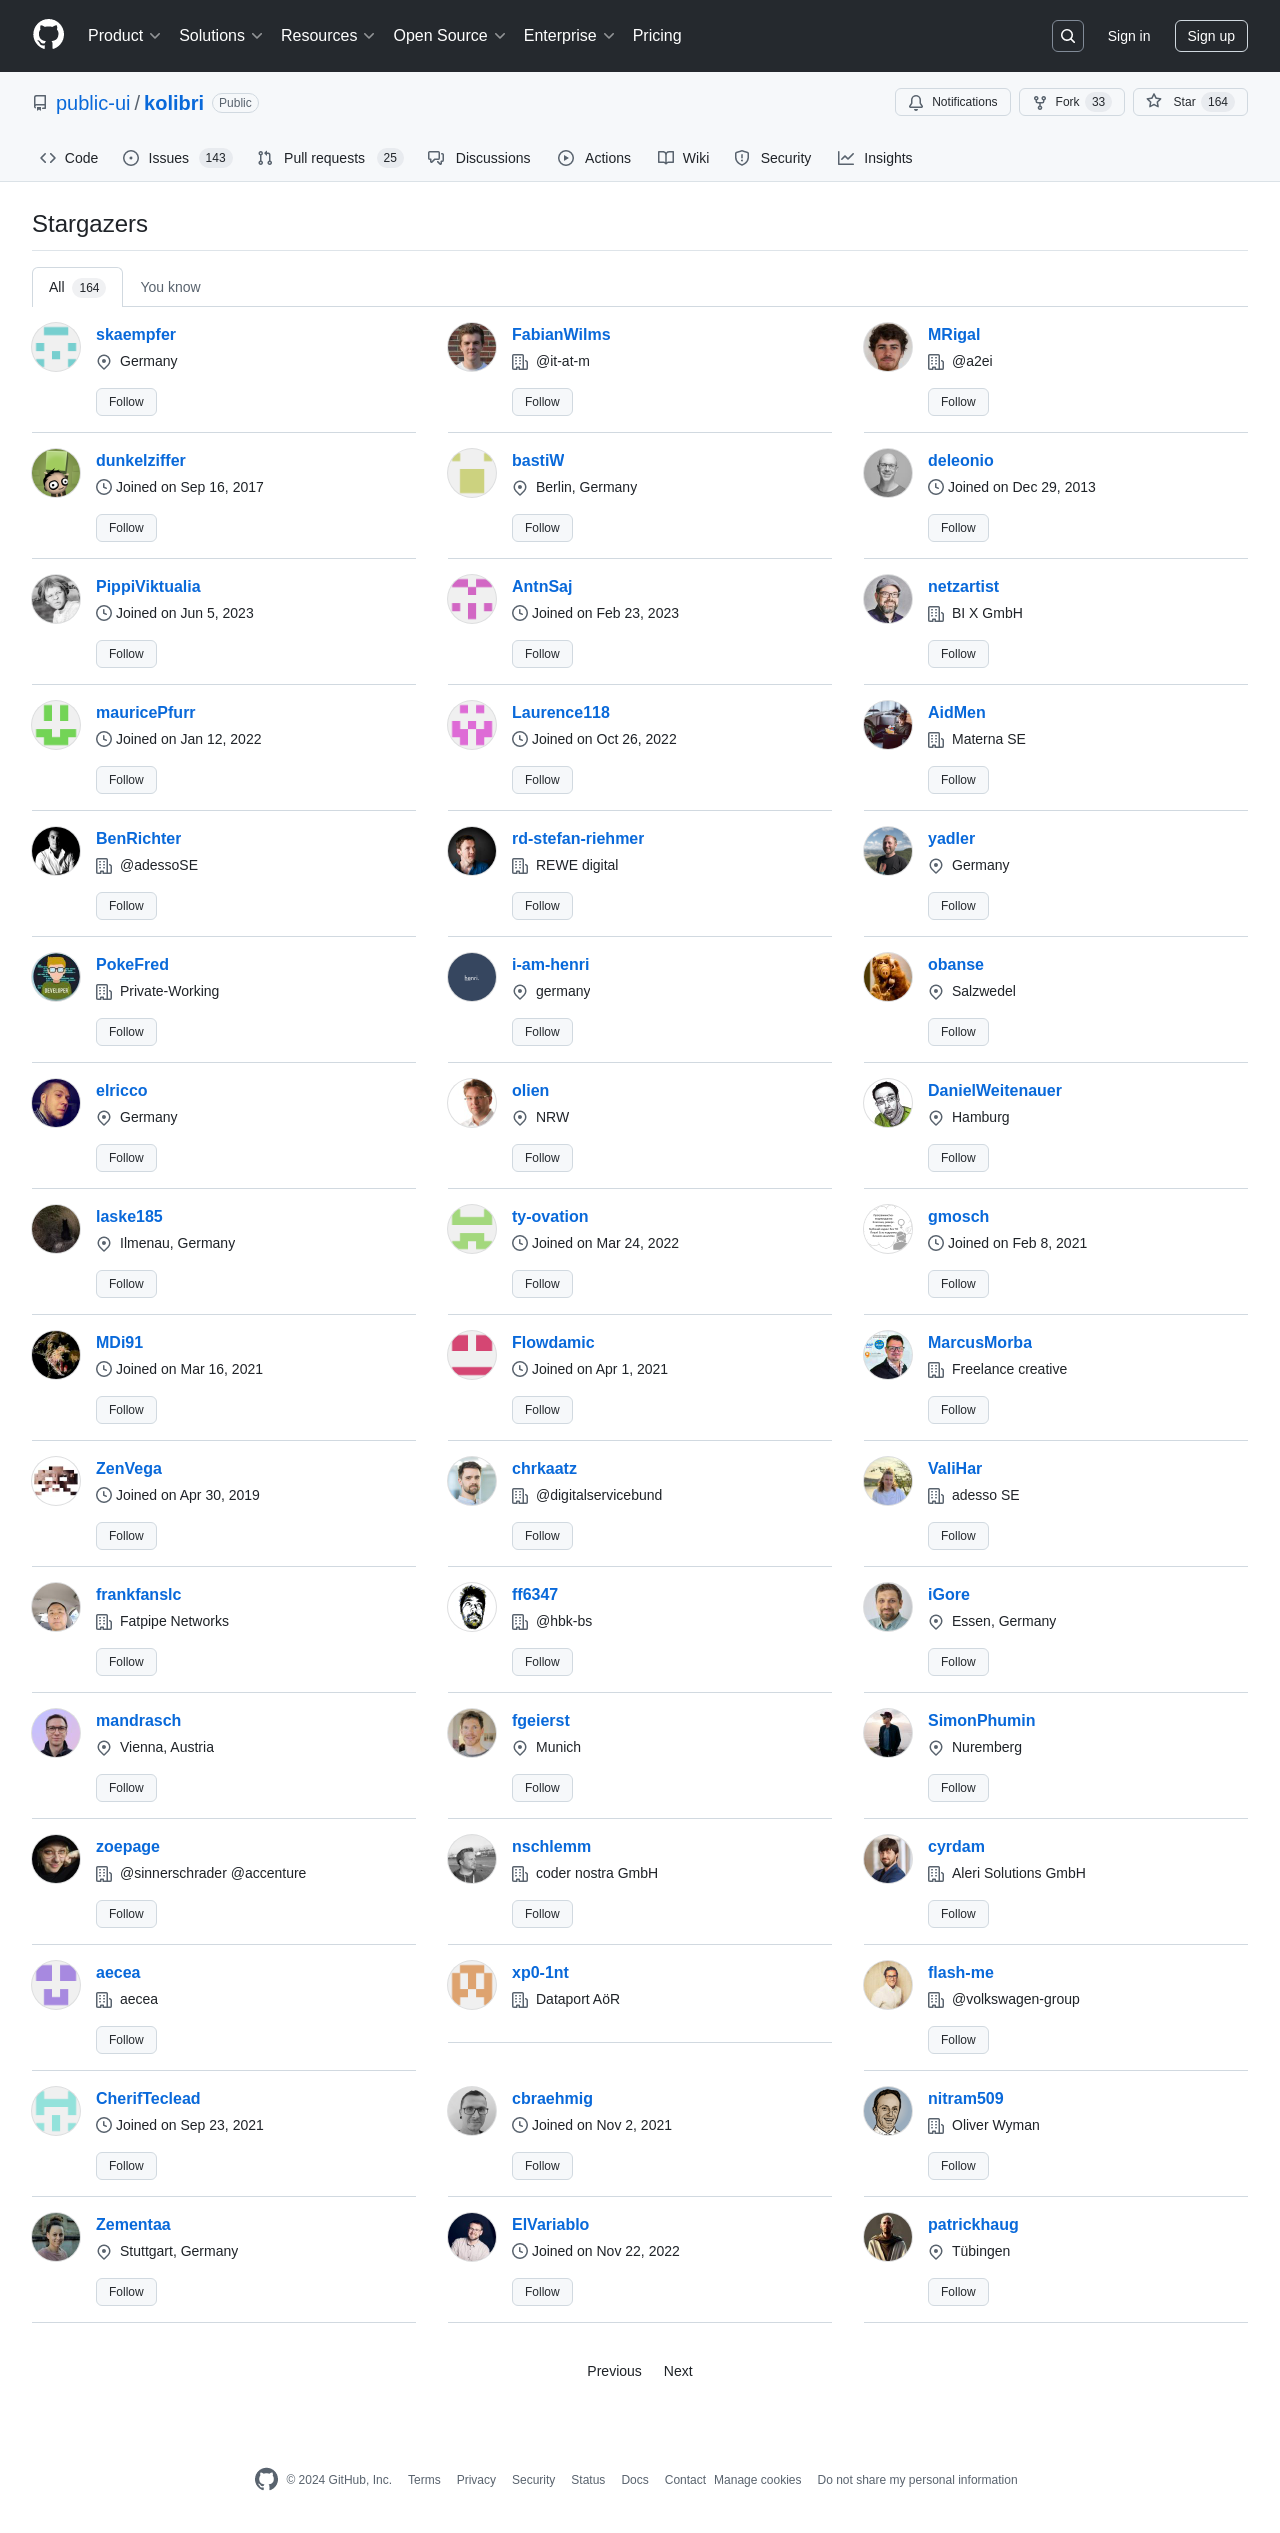 Product Solutions Resources Open Source Enterprise Pricing Sign in Sign up
public-ui / kolibri Public Notifications Fork 33 Star 164
Code Issues 143 Pull requests 25 Discussions Actions Wiki Security Insights
Stargazers
All 164 You know
skaempfer FabianWilms MRigal
Germany @it-at-m @a2ei
Follow Follow Follow
dunkelziffer bastiW deleonio
Joined on Sep 16, 2017 Berlin, Germany Joined on Dec 29, 2013
Follow Follow Follow
PippiViktualia AntnSaj netzartist
Joined on Jun 5, 2023 Joined on Feb 23, 2023 BI X GmbH
Follow Follow Follow
mauricePfurr Laurence118 AidMen
Joined on Jan 12, 2022 Joined on Oct 26, 2022 Materna SE
Follow Follow Follow
BenRichter rd-stefan-riehmer yadler
@adessoSE REWE digital Germany
Follow Follow Follow
PokeFred i-am-henri obanse
Private-Working germany Salzwedel
Follow Follow Follow
elricco olien DanielWeitenauer
Germany NRW Hamburg
Follow Follow Follow
laske185 ty-ovation gmosch
Ilmenau, Germany Joined on Mar 24, 2022 Joined on Feb 8, 2021
Follow Follow Follow
MDi91 Flowdamic MarcusMorba
Joined on Mar 16, 2021 Joined on Apr 1, 2021 Freelance creative
Follow Follow Follow
ZenVega chrkaatz ValiHar
Joined on Apr 30, 2019 @digitalservicebund adesso SE
Follow Follow Follow
frankfanslc ff6347 iGore
Fatpipe Networks @hbk-bs Essen, Germany
Follow Follow Follow
mandrasch fgeierst SimonPhumin
Vienna, Austria Munich Nuremberg
Follow Follow Follow
zoepage nschlemm cyrdam
@sinnerschrader @accenture coder nostra GmbH Aleri Solutions GmbH
Follow Follow Follow
aecea xp0-1nt flash-me
aecea Dataport AöR @volkswagen-group
Follow Follow
CherifTeclead cbraehmig nitram509
Joined on Sep 23, 2021 Joined on Nov 2, 2021 Oliver Wyman
Follow Follow Follow
Zementaa ElVariablo patrickhaug
Stuttgart, Germany Joined on Nov 22, 2022 Tübingen
Follow Follow Follow
Previous Next
© 2024 GitHub, Inc. Terms Privacy Security Status Docs Contact Manage cookies Do not share my personal information